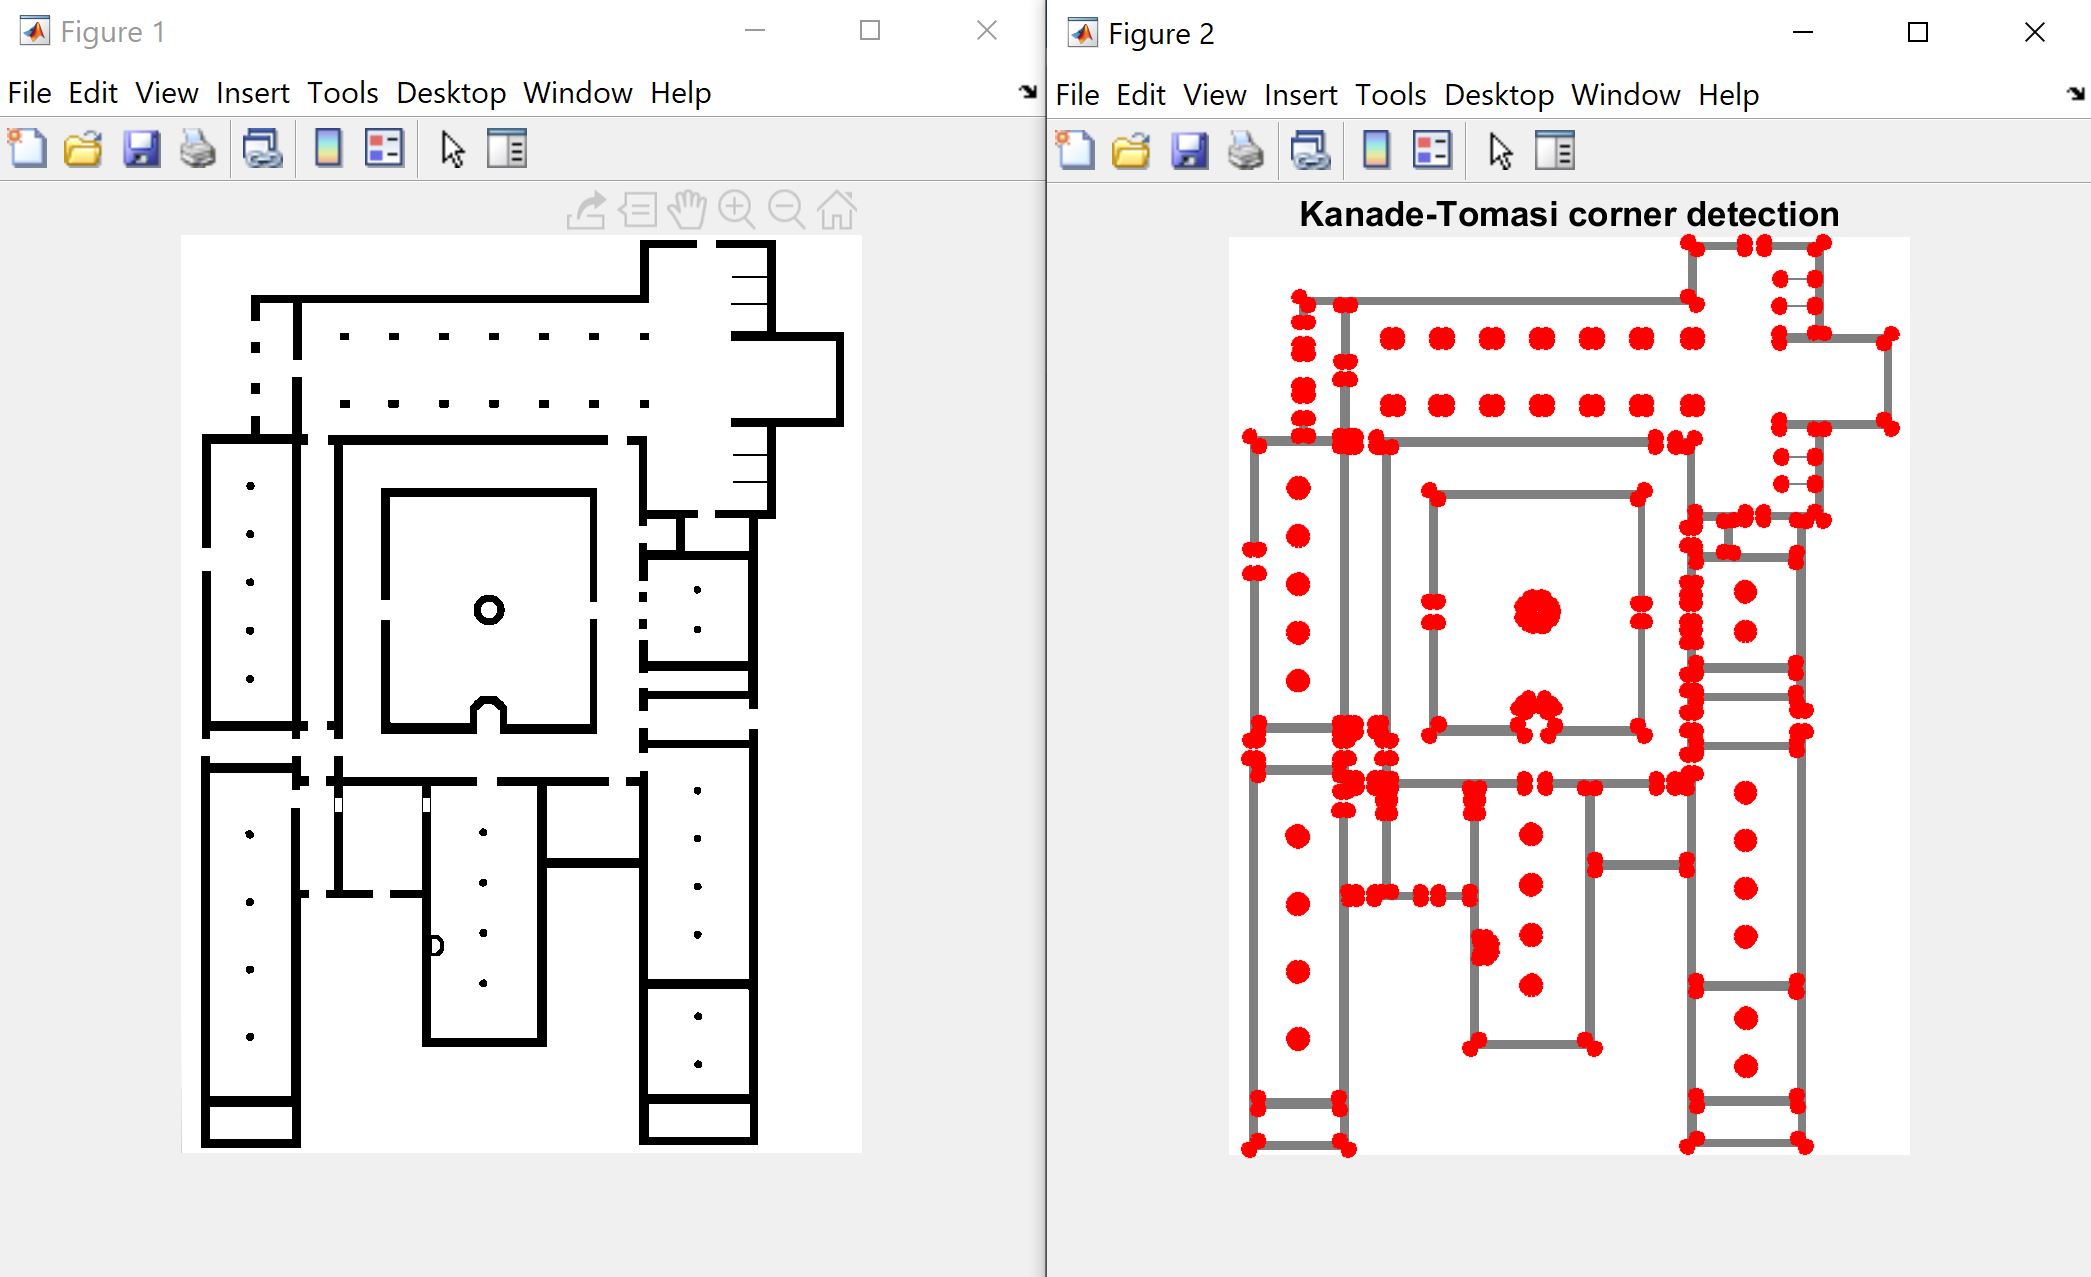 Figure 1
File Edit View Insert Tools Desktop Window Help
Figure 2
File Edit View Insert Tools Desktop Window Help
Kanade-Tomasi corner detection